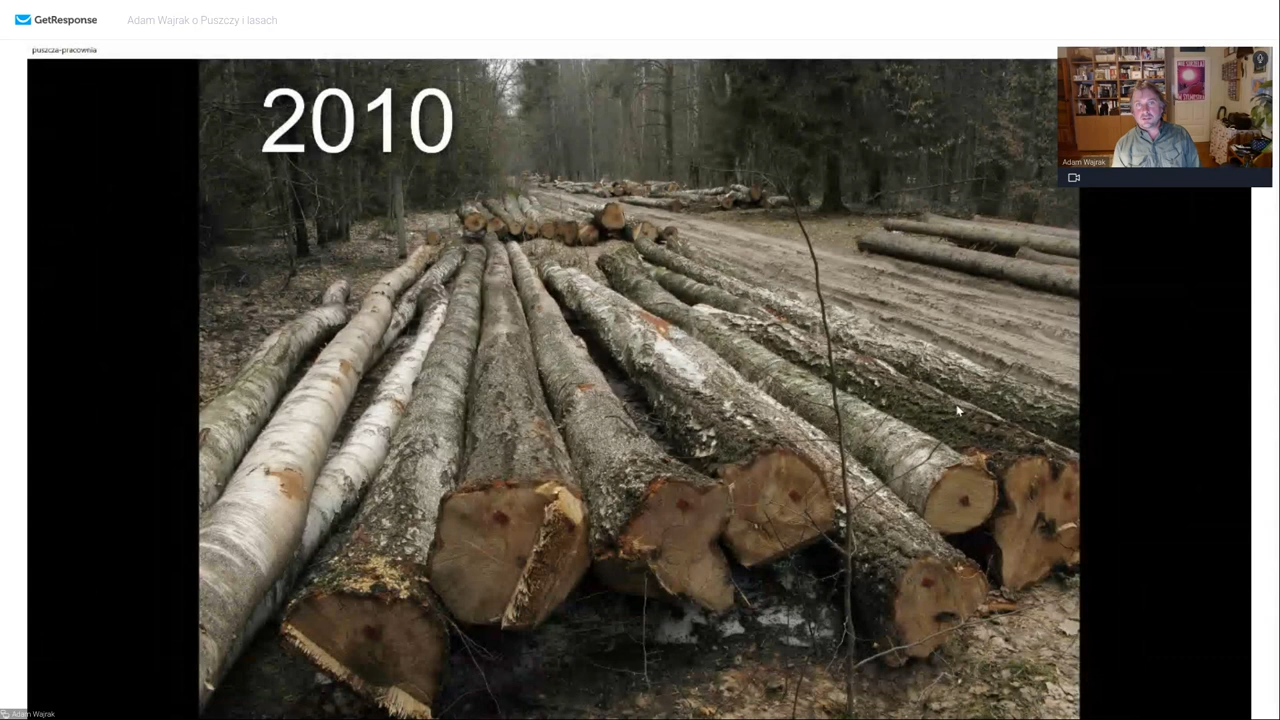 GetResponse
Adam Wajrak o Puszczy i lasach
puszcza-pracownia
2010
Adam Wajrak
Adam Wajrak